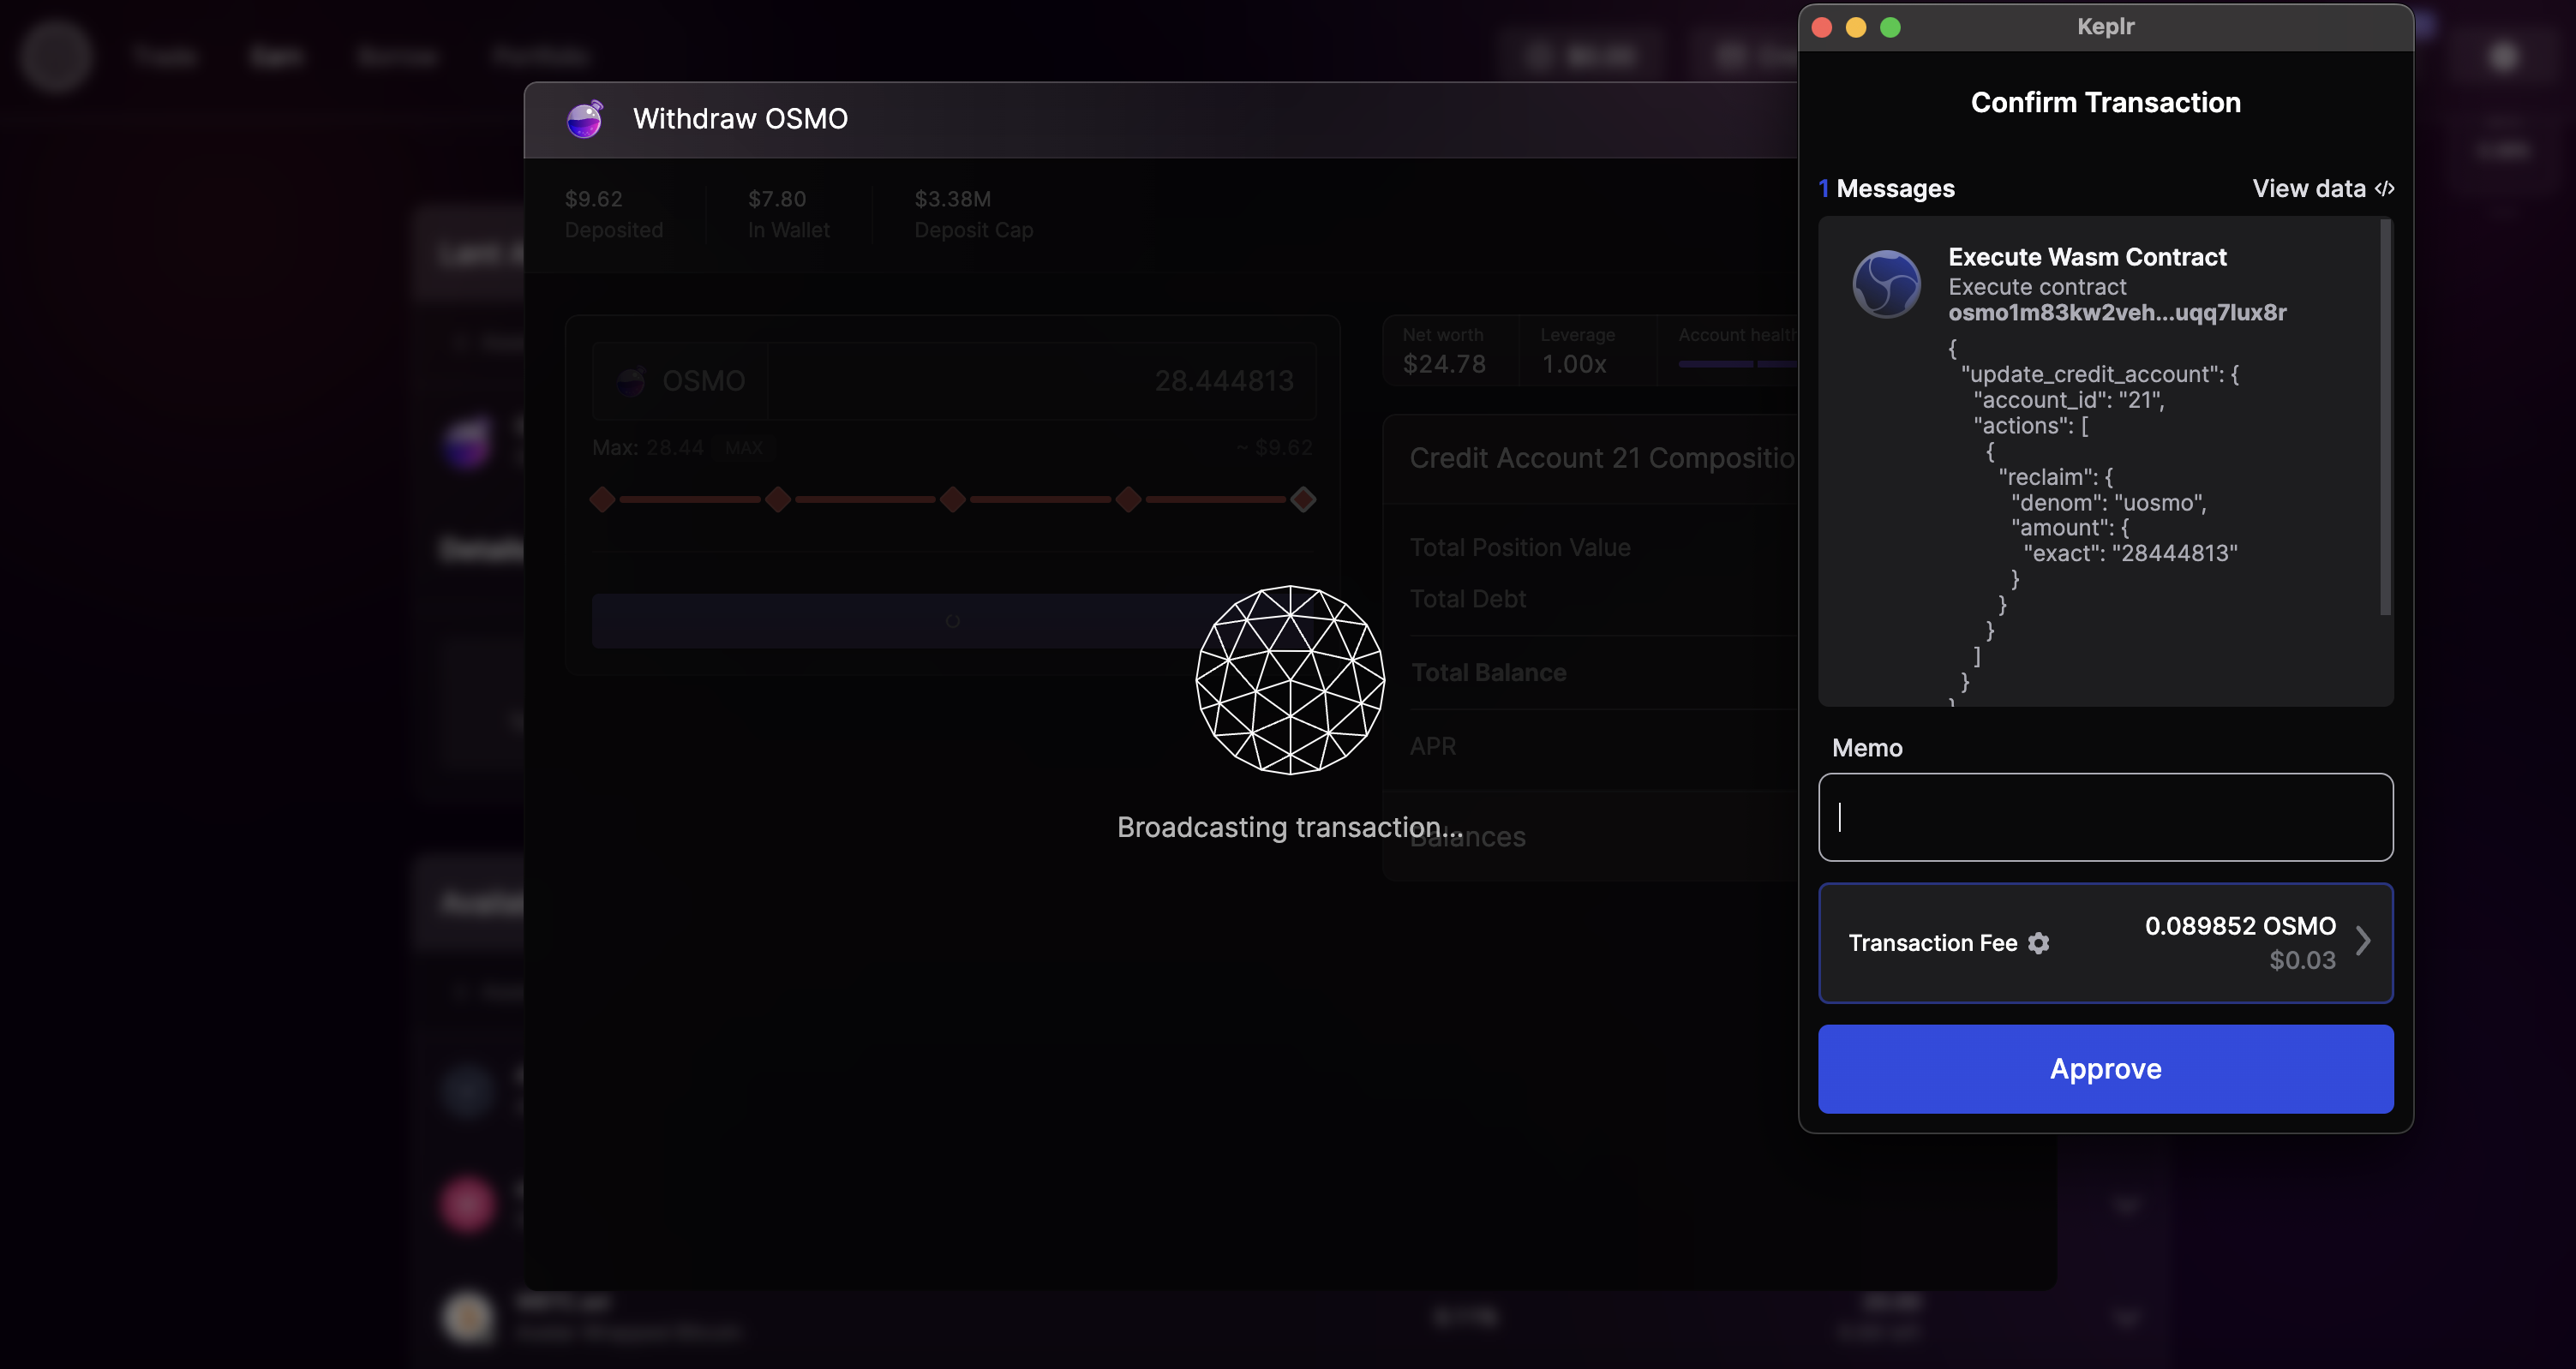 Trade
Earn
Borrow
Portfolio
Withdraw OSMO
$9.62
Deposited
$7.80
In Wallet
$3.38M
Deposit Cap
OSMO
28.444813
Max: 28.44 MAX
~ $9.62
Net worth
$24.78
Leverage
1.00x
Account health
Credit Account 21 Compositio
Total Position Value
Total Debt
Total Balance
APR
Balances
Broadcasting transaction...
Keplr
Confirm Transaction
1 Messages
View data </>
Execute Wasm Contract
Execute contract
osmo1m83kw2veh...uqq7lux8r
{
"update_credit_account": {
"account_id": "21",
"actions": [
{
"reclaim": {
"denom": "uosmo",
"amount": {
"exact": "28444813"
}
}
}
]
}
}
Memo
Transaction Fee
0.089852 OSMO
$0.03
Approve